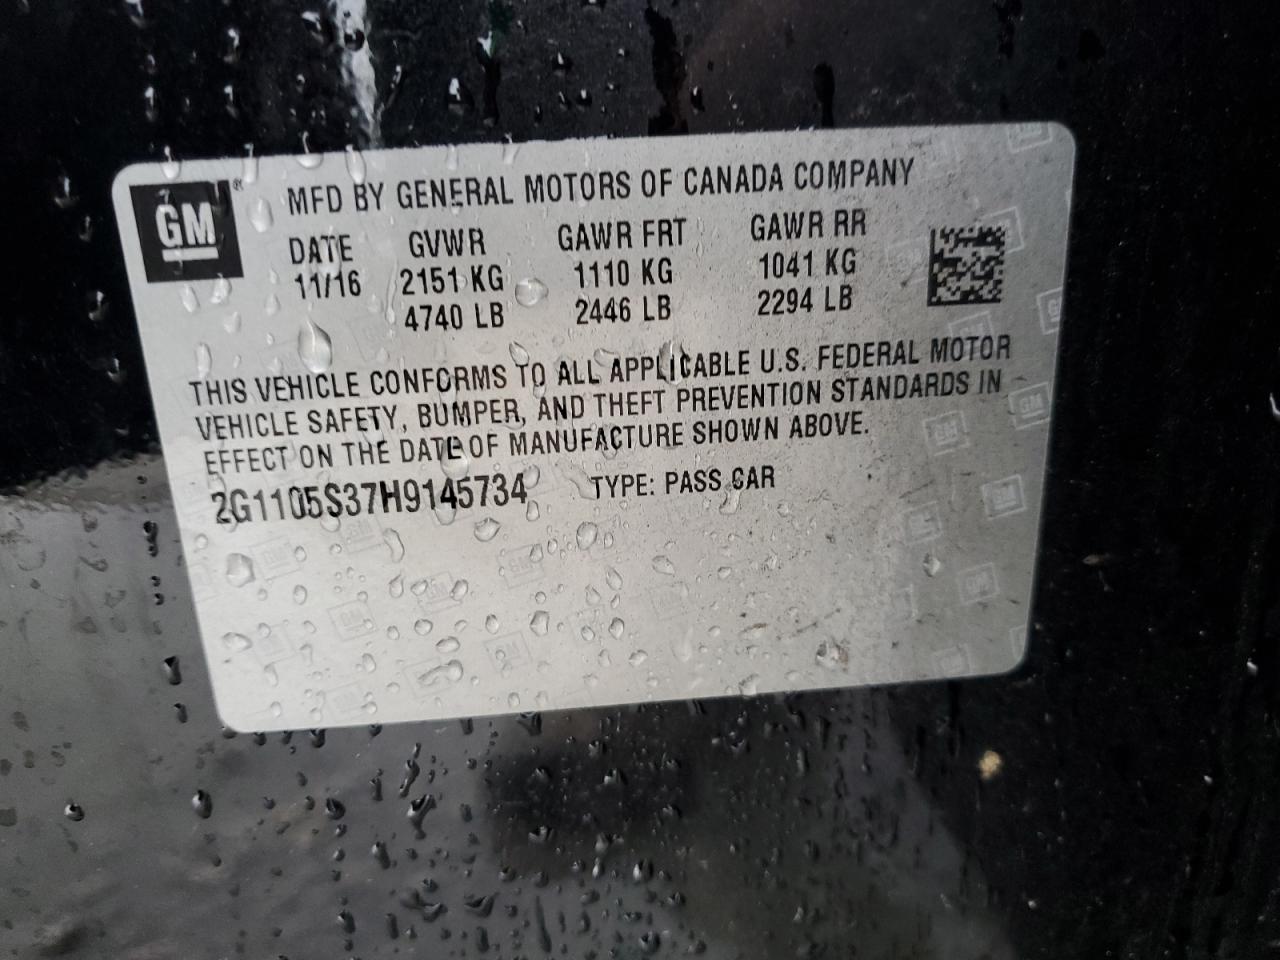 GM ® MFD BY GENERAL MOTORS OF CANADA COMPANY
DATE GVWR GAWR FRT GAWR RR
11/16 2151 KG 1110 KG 1041 KG
4740 LB 2446 LB 2294 LB
THIS VEHICLE CONFORMS TO ALL APPLICABLE U.S. FEDERAL MOTOR
VEHICLE SAFETY, BUMPER, AND THEFT PREVENTION STANDARDS IN
EFFECT ON THE DATE OF MANUFACTURE SHOWN ABOVE.
2G1105S37H9145734 TYPE: PASS CAR